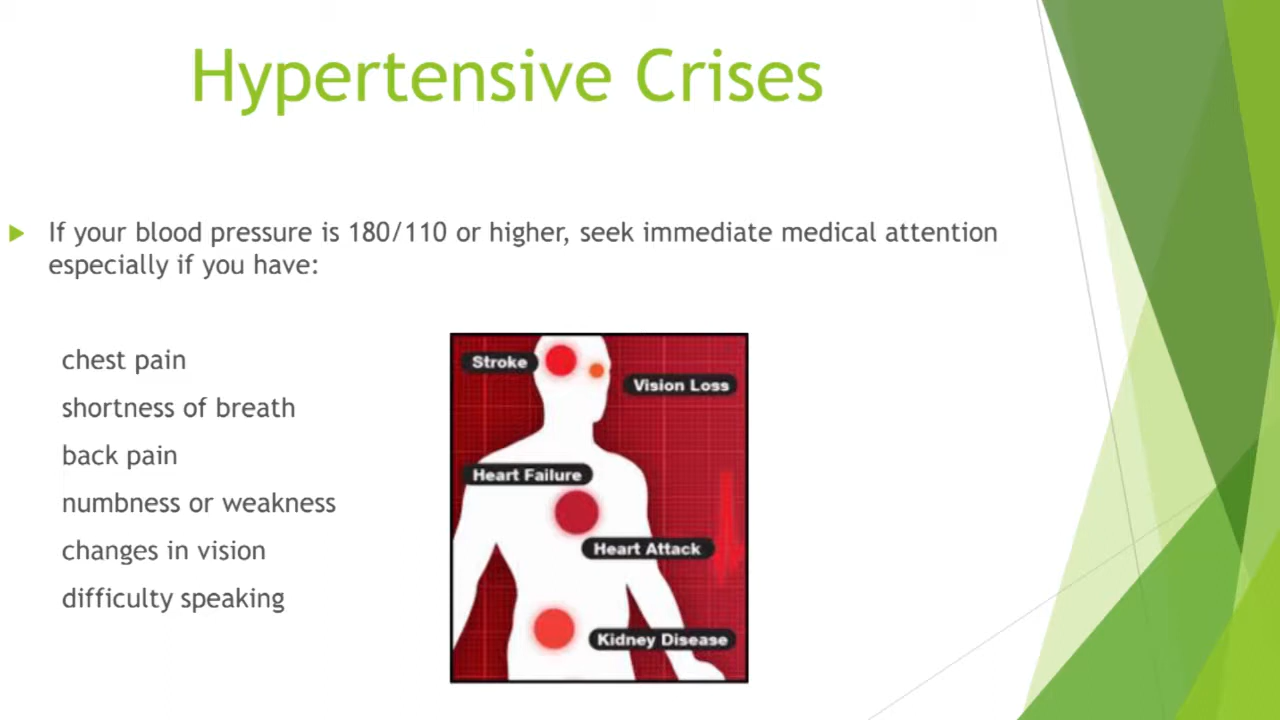 Hypertensive Crises
If your blood pressure is 180/110 or higher, seek immediate medical attention
especially if you have:
chest pain
shortness of breath
back pain
numbness or weakness
changes in vision
difficulty speaking
Stroke
Vision Loss
Heart Failure
Heart Attack
Kidney Disease